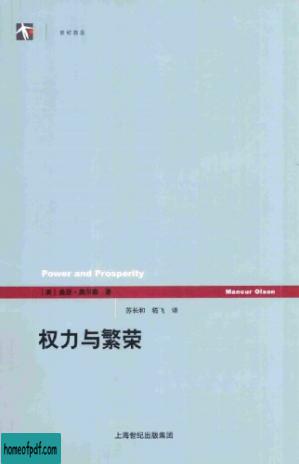 世纪前沿
Power and Prosperity
[美] 曼瑟·奥尔森 著
Mancur Olson
苏长和 嵇飞 译
权力与繁荣
上海世纪出版集团
homeofpdf.com